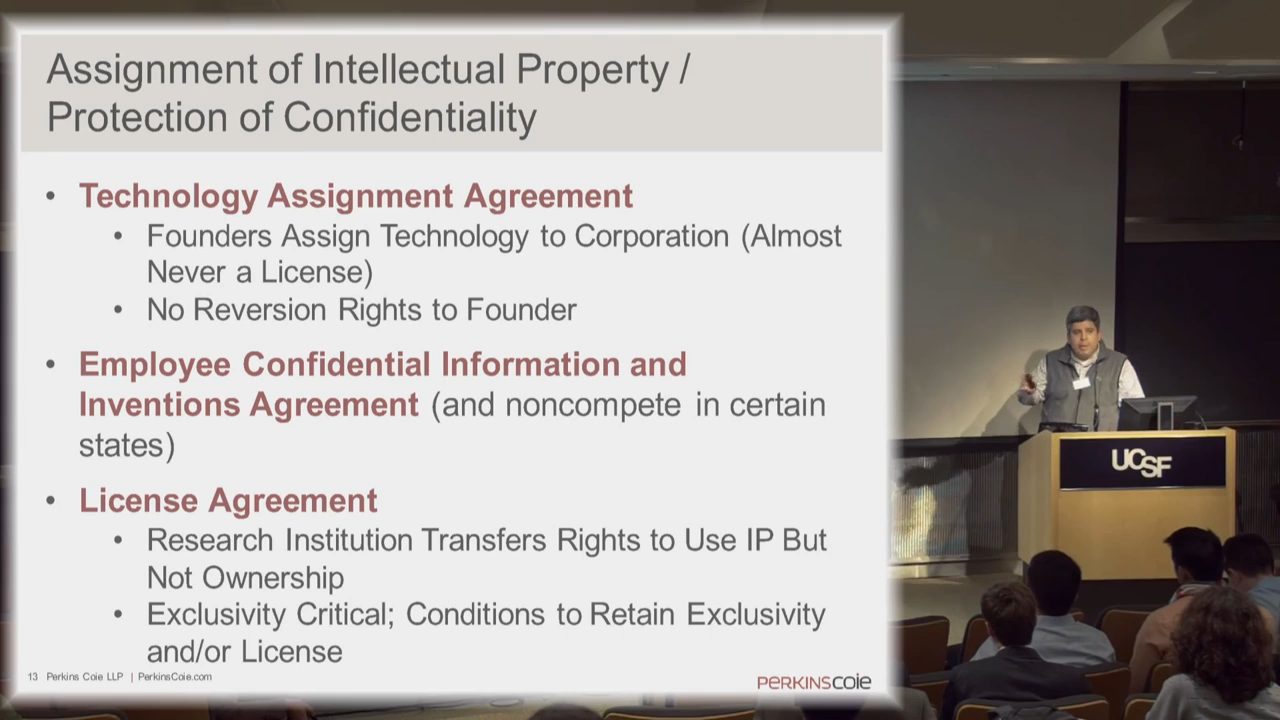 Assignment of Intellectual Property /
Protection of Confidentiality
• Technology Assignment Agreement
• Founders Assign Technology to Corporation (Almost
Never a License)
• No Reversion Rights to Founder
• Employee Confidential Information and
Inventions Agreement (and noncompete in certain
states)
• License Agreement
• Research Institution Transfers Rights to Use IP But
Not Ownership
• Exclusivity Critical; Conditions to Retain Exclusivity
and/or License
13 Perkins Coie LLP | PerkinsCoie.com
PERKINSCOIE
UCSF